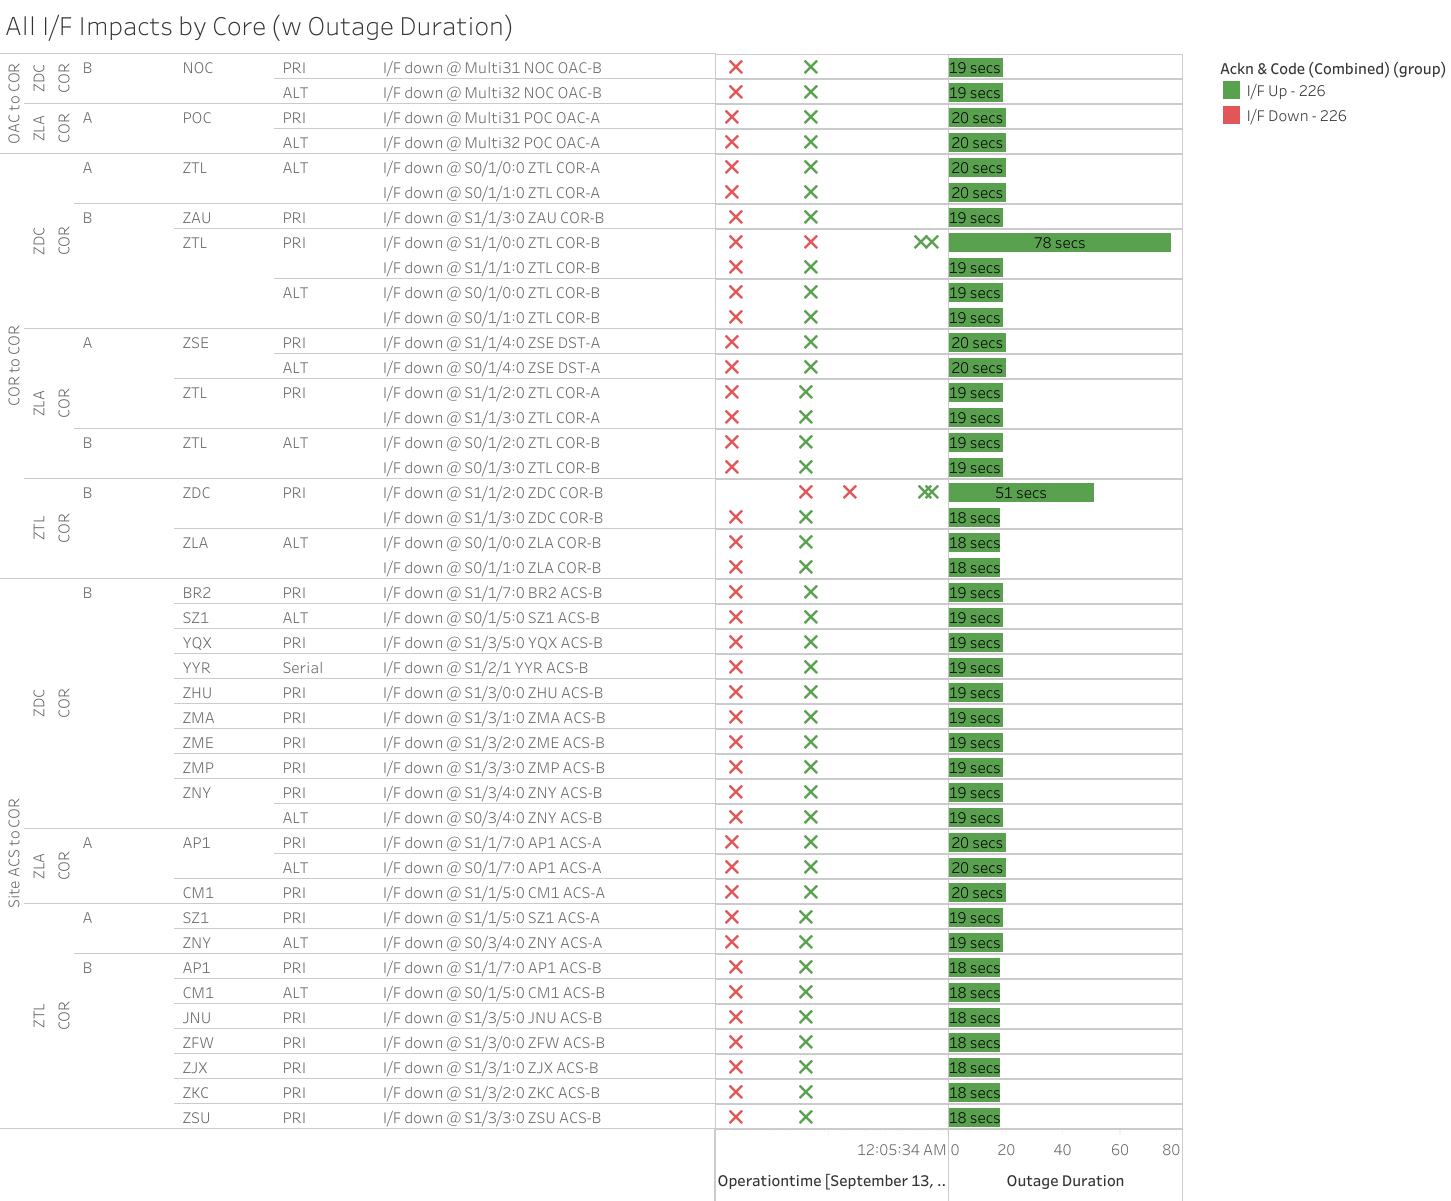 All I/F Impacts by Core (w Outage Duration)
Ackn & Code (Combined) (group)
I/F Up - 226
I/F Down - 226
OAC to COR ZDC COR B NOC PRI I/F down @ Multi31 NOC OAC-B 19 secs
ALT I/F down @ Multi32 NOC OAC-B 19 secs
ZLA COR A POC PRI I/F down @ Multi31 POC OAC-A 20 secs
ALT I/F down @ Multi32 POC OAC-A 20 secs
COR to COR ZDC COR A ZTL ALT I/F down @ S0/1/0:0 ZTL COR-A 20 secs
I/F down @ S0/1/1:0 ZTL COR-A 20 secs
B ZAU PRI I/F down @ S1/1/3:0 ZAU COR-B 19 secs
ZTL PRI I/F down @ S1/1/0:0 ZTL COR-B 78 secs
I/F down @ S1/1/1:0 ZTL COR-B 19 secs
ALT I/F down @ S0/1/0:0 ZTL COR-B 19 secs
I/F down @ S0/1/1:0 ZTL COR-B 19 secs
ZLA COR A ZSE PRI I/F down @ S1/1/4:0 ZSE DST-A 20 secs
ALT I/F down @ S0/1/4:0 ZSE DST-A 20 secs
ZTL PRI I/F down @ S1/1/2:0 ZTL COR-A 19 secs
I/F down @ S1/1/3:0 ZTL COR-A 19 secs
B ZTL ALT I/F down @ S0/1/2:0 ZTL COR-B 19 secs
I/F down @ S0/1/3:0 ZTL COR-B 19 secs
ZTL COR B ZDC PRI I/F down @ S1/1/2:0 ZDC COR-B 51 secs
I/F down @ S1/1/3:0 ZDC COR-B 18 secs
ZLA ALT I/F down @ S0/1/0:0 ZLA COR-B 18 secs
I/F down @ S0/1/1:0 ZLA COR-B 18 secs
Site ACS to COR ZDC COR B BR2 PRI I/F down @ S1/1/7:0 BR2 ACS-B 19 secs
SZ1 ALT I/F down @ S0/1/5:0 SZ1 ACS-B 19 secs
YQX PRI I/F down @ S1/3/5:0 YQX ACS-B 19 secs
YYR Serial I/F down @ S1/2/1 YYR ACS-B 19 secs
ZHU PRI I/F down @ S1/3/0:0 ZHU ACS-B 19 secs
ZMA PRI I/F down @ S1/3/1:0 ZMA ACS-B 19 secs
ZME PRI I/F down @ S1/3/2:0 ZME ACS-B 19 secs
ZMP PRI I/F down @ S1/3/3:0 ZMP ACS-B 19 secs
ZNY PRI I/F down @ S1/3/4:0 ZNY ACS-B 19 secs
ALT I/F down @ S0/3/4:0 ZNY ACS-B 19 secs
ZLA COR A AP1 PRI I/F down @ S1/1/7:0 AP1 ACS-A 20 secs
ALT I/F down @ S0/1/7:0 AP1 ACS-A 20 secs
CM1 PRI I/F down @ S1/1/5:0 CM1 ACS-A 20 secs
ZTL COR A SZ1 PRI I/F down @ S1/1/5:0 SZ1 ACS-A 19 secs
ZNY ALT I/F down @ S0/3/4:0 ZNY ACS-A 19 secs
B AP1 PRI I/F down @ S1/1/7:0 AP1 ACS-B 18 secs
CM1 ALT I/F down @ S0/1/5:0 CM1 ACS-B 18 secs
JNU PRI I/F down @ S1/3/5:0 JNU ACS-B 18 secs
ZFW PRI I/F down @ S1/3/0:0 ZFW ACS-B 18 secs
ZJX PRI I/F down @ S1/3/1:0 ZJX ACS-B 18 secs
ZKC PRI I/F down @ S1/3/2:0 ZKC ACS-B 18 secs
ZSU PRI I/F down @ S1/3/3:0 ZSU ACS-B 18 secs
12:05:34 AM 0 20 40 60 80
Operationtime [September 13, .. Outage Duration